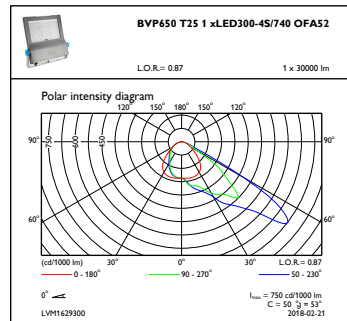 BVP650 T25 1 xLED300-4S/740 OFA52
L.O.R.= 0.87 1 x 30000 lm
Polar intensity diagram
120° 150° 180° 150° 120°
90° 750 600 450 90°
60° 60°
(cd/1000 lm) 30° 0° 30° L.O.R.= 0.87
0 - 180° 90 - 270° 50 - 230°
0° Imax = 750 cd/1000 lm
C = 50 °g = 53°
LVM1629300 2018-02-21